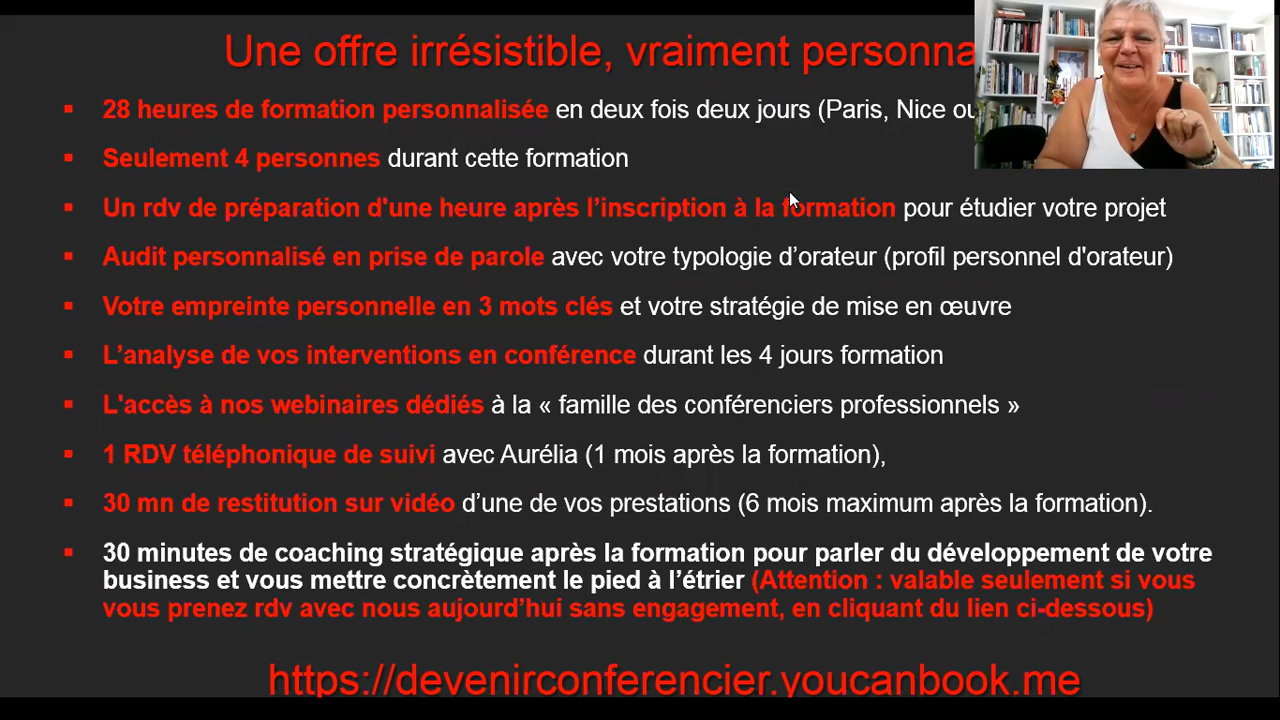 Une offre irrésistible, vraiment
28 heures de formation personnalisée en deux fois deux jours (Paris, Nice ou
Seulement 4 personnes durant cette formation
Un rdv de préparation d'une heure après l’inscription à la formation pour étudier votre projet
Audit personnalisé en prise de parole avec votre typologie d’orateur (profil personnel d'orateur)
Votre empreinte personnelle en 3 mots clés et votre stratégie de mise en œuvre
L’analyse de vos interventions en conférence durant les 4 jours formation
L'accès à nos webinaires dédiés à la « famille des conférenciers professionnels »
1 RDV téléphonique de suivi avec Aurélia (1 mois après la formation),
30 mn de restitution sur vidéo d’une de vos prestations (6 mois maximum après la formation).
30 minutes de coaching stratégique après la formation pour parler du développement de votre
business et vous mettre concrètement le pied à l’étrier (Attention : valable seulement si vous
vous prenez rdv avec nous aujourd’hui sans engagement, en cliquant du lien ci-dessous)
https://devenirconferencier.youcanbook.me